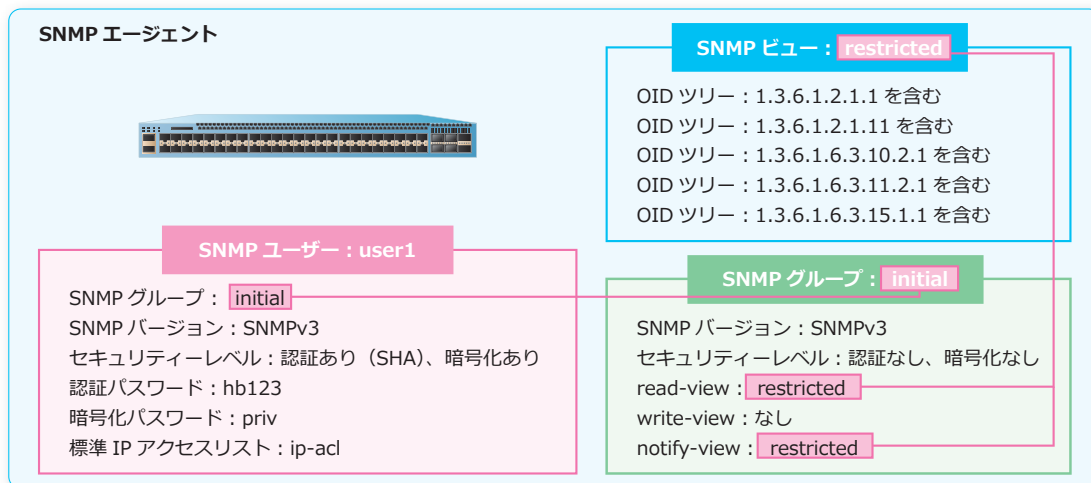 SNMP エージェント
SNMP ビュー：restricted
OID ツリー：1.3.6.1.2.1.1 を含む
OID ツリー：1.3.6.1.2.1.11 を含む
OID ツリー：1.3.6.1.6.3.10.2.1 を含む
OID ツリー：1.3.6.1.6.3.11.2.1 を含む
OID ツリー：1.3.6.1.6.3.15.1.1 を含む
SNMP ユーザー：user1
SNMP グループ：initial
SNMP バージョン：SNMPv3
セキュリティーレベル：認証あり（SHA）、暗号化あり
認証パスワード：hb123
暗号化パスワード：priv
標準 IP アクセスリスト：ip-acl
SNMP グループ：initial
SNMP バージョン：SNMPv3
セキュリティーレベル：認証なし、暗号化なし
read-view：restricted
write-view：なし
notify-view：restricted